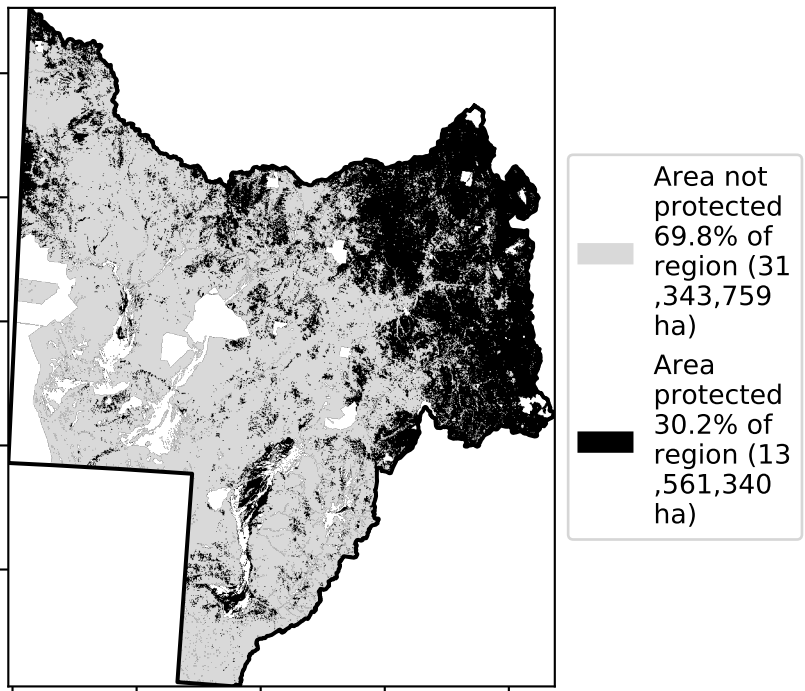 Area not
protected
69.8% of
region (31
,343,759
ha)
Area
protected
30.2% of
region (13
,561,340
ha)